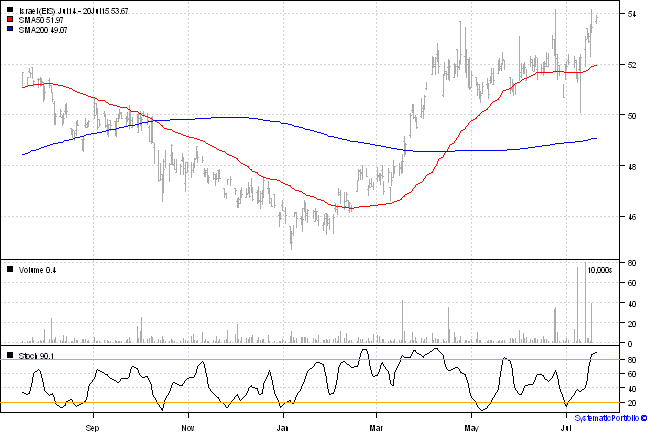 Israel (EIS) Jul14 - 20Jul15 53.67
SMA50 51.97
SMA200 49.07
54
52
50
48
46
Volume 0.4
10,000s
80
60
40
20
0
Stoch 90.1
80
60
40
20
Sep Nov Jan Mar May Jul
SystematicPortfolio ©